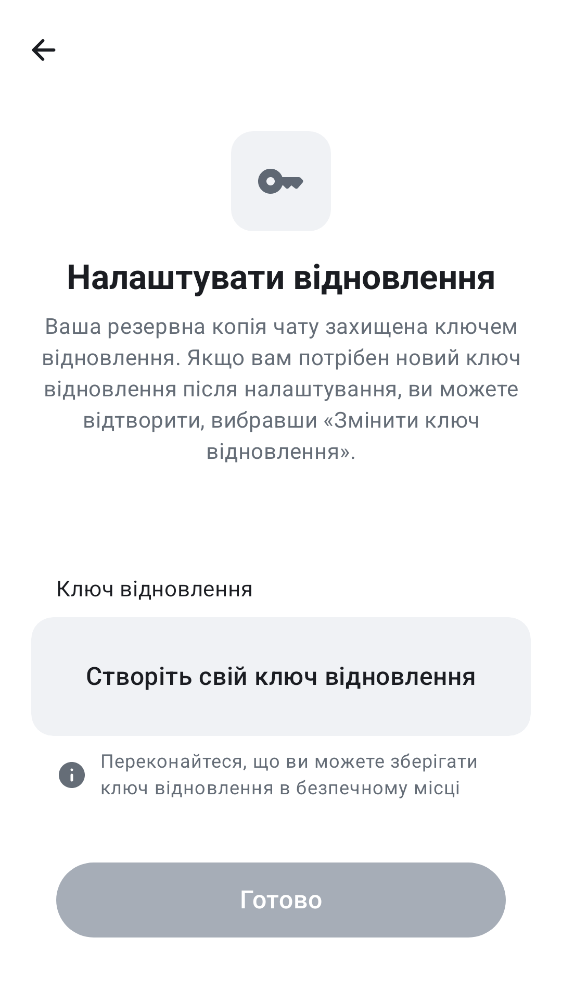 Налаштувати відновлення
Ваша резервна копія чату захищена ключем
відновлення. Якщо вам потрібен новий ключ
відновлення після налаштування, ви можете
відтворити, вибравши «Змінити ключ
відновлення».
Ключ відновлення
Створіть свій ключ відновлення
Переконайтеся, що ви можете зберігати
ключ відновлення в безпечному місці
Готово